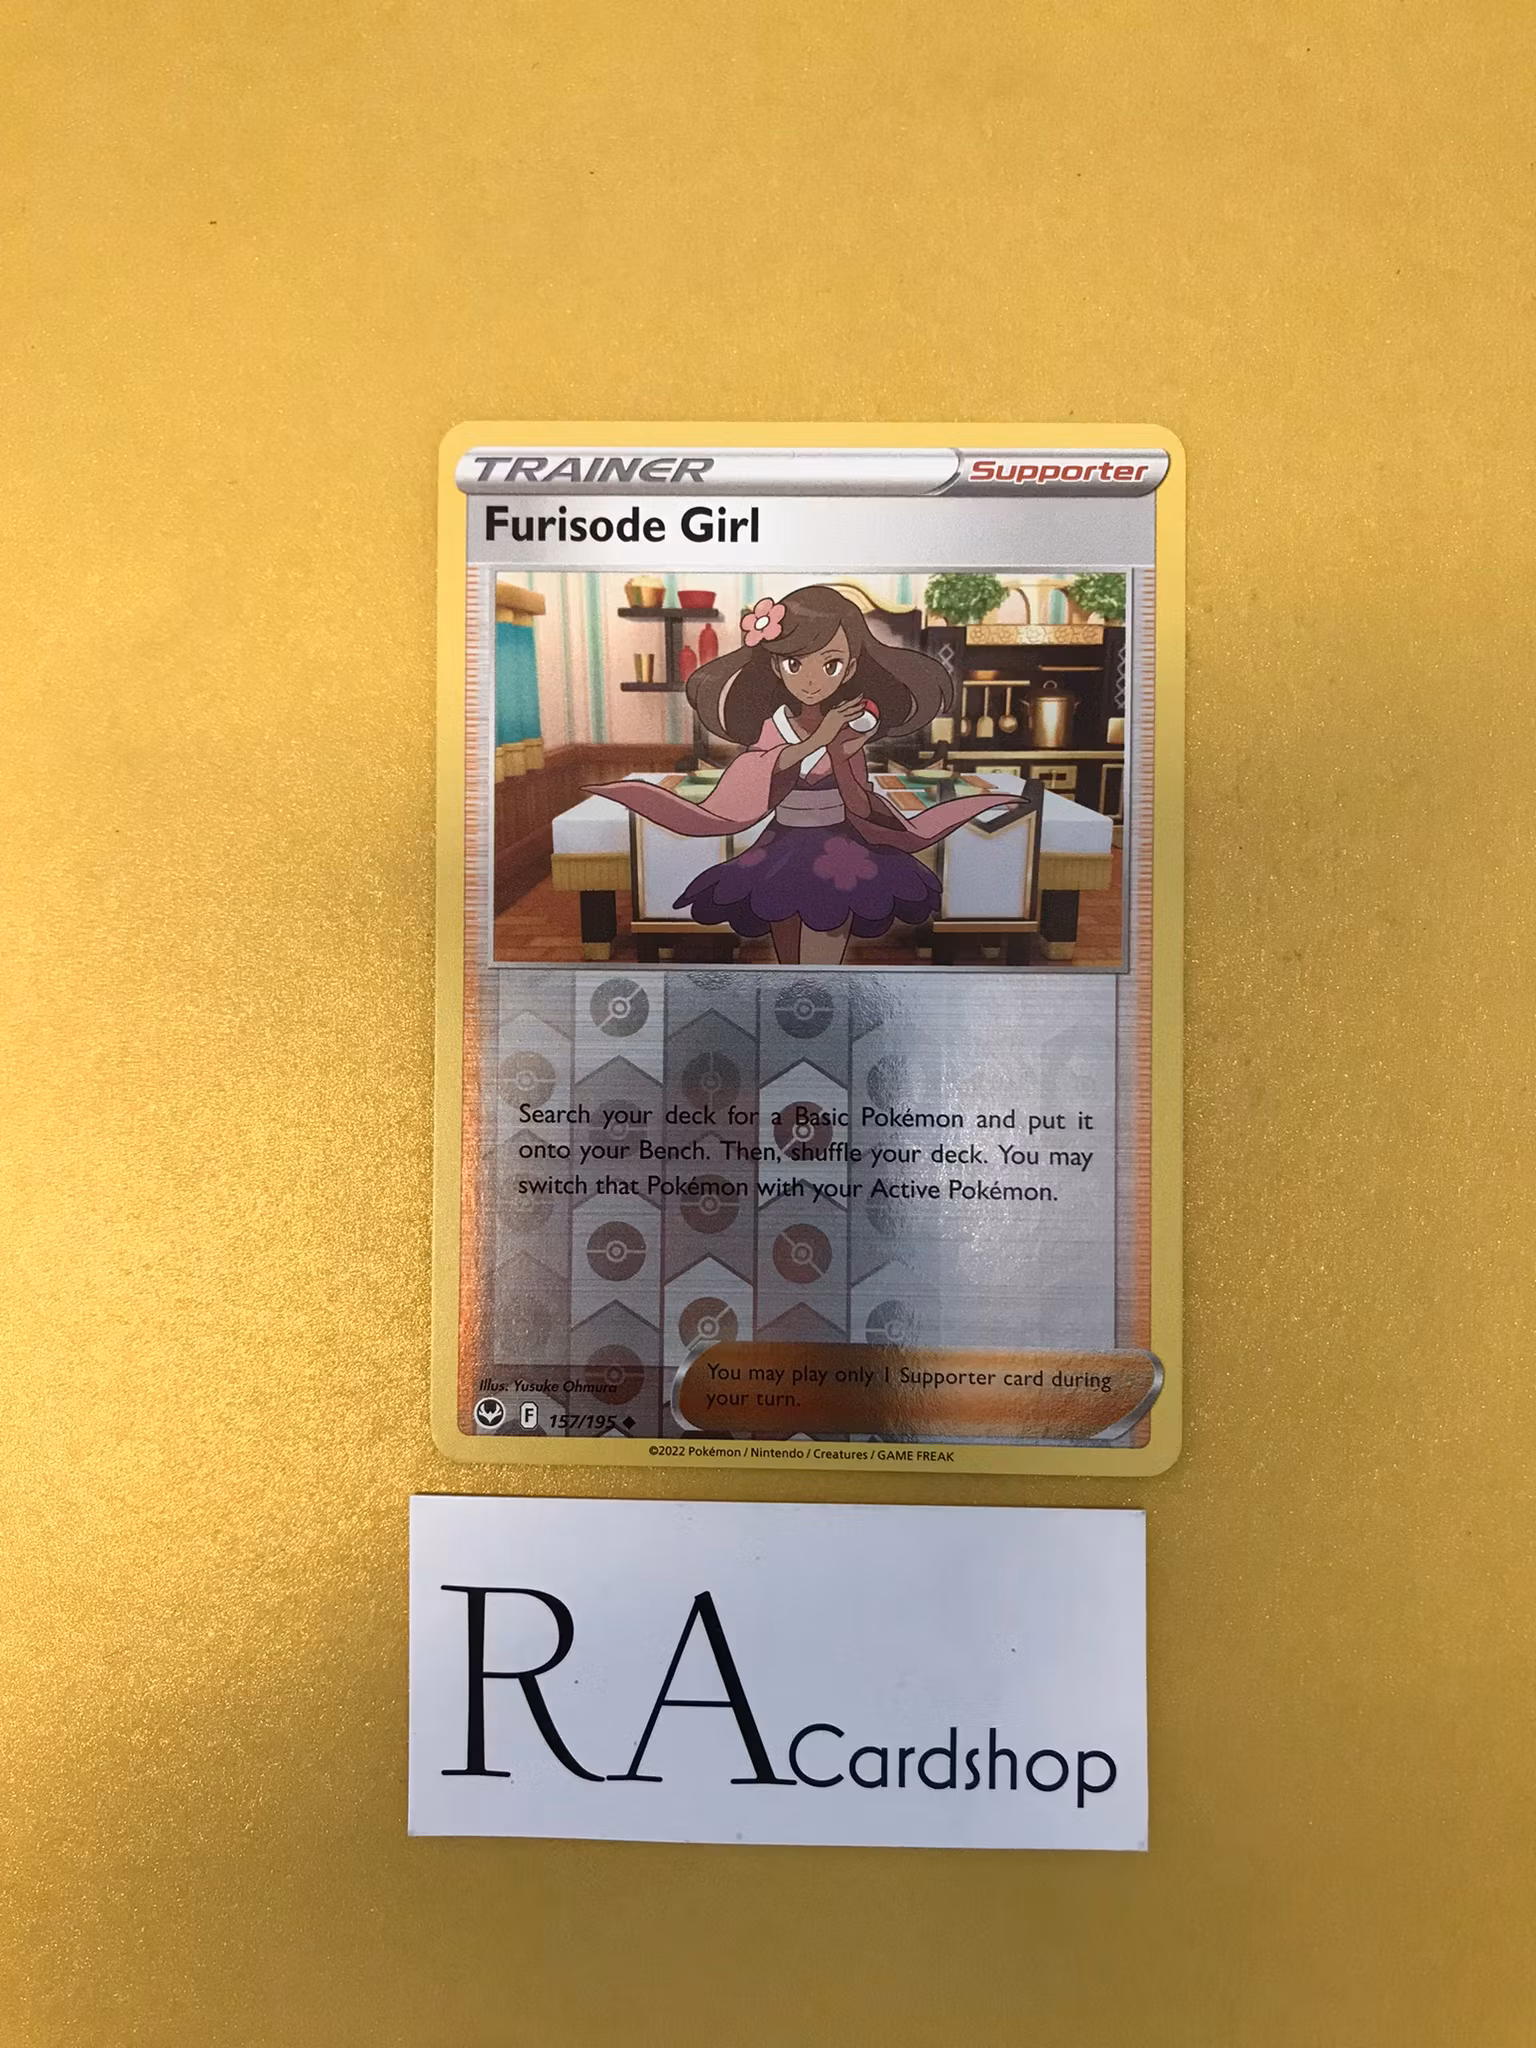 TRAINER Supporter
Furisode Girl
Search your deck for a Basic Pokémon and put it
onto your Bench. Then, shuffle your deck. You may
switch that Pokémon with your Active Pokémon.
You may play only 1 Supporter card during
your turn.
Illus. Yusuke Ohmura
F 157/195
©2022 Pokémon / Nintendo / Creatures / GAME FREAK
RA Cardshop